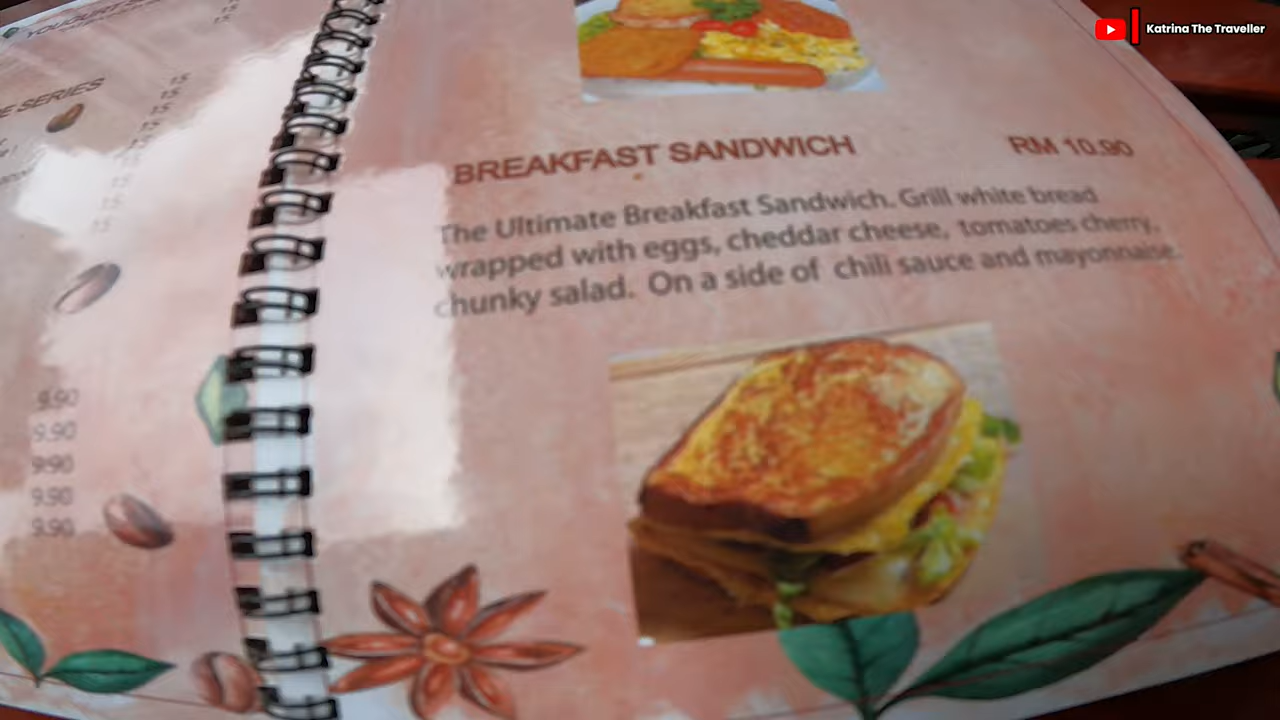 YOUGURT
E SERIES
9.90
9.90
9.90
9.90
9.90
BREAKFAST SANDWICH RM 10.90
The Ultimate Breakfast Sandwich. Grill white bread
wrapped with eggs, cheddar cheese, tomatoes cherry,
chunky salad. On a side of chili sauce and mayonnaise.
Katrina The Traveller